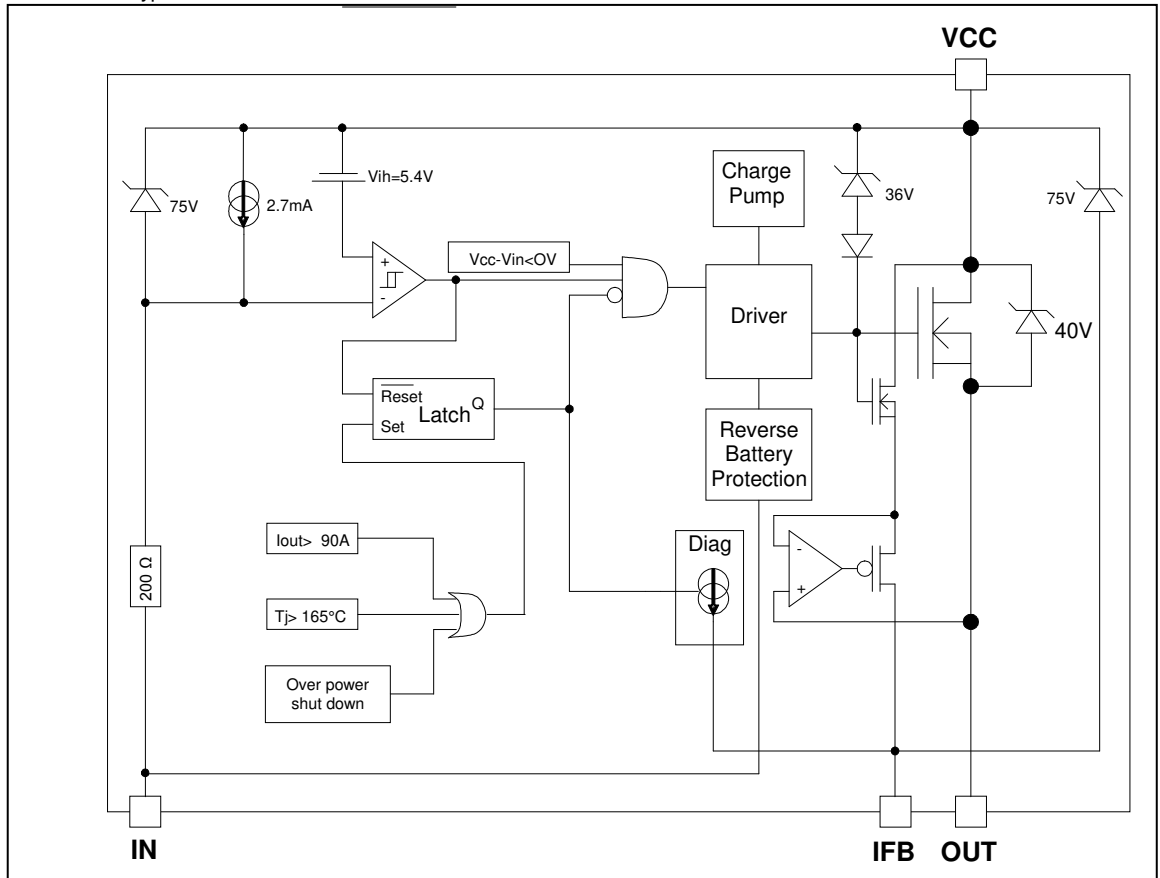 VCC
Vih=5.4V
75V
2.7mA
Charge
Pump
36V
75V
+
-
Vcc-Vin<OV
Driver
40V
Reset
Latch
Q
Set
Reverse
Battery
Protection
Iout> 90A
Diag
-
+
200 Ω
Tj> 165°C
Over power
shut down
IN
IFB
OUT